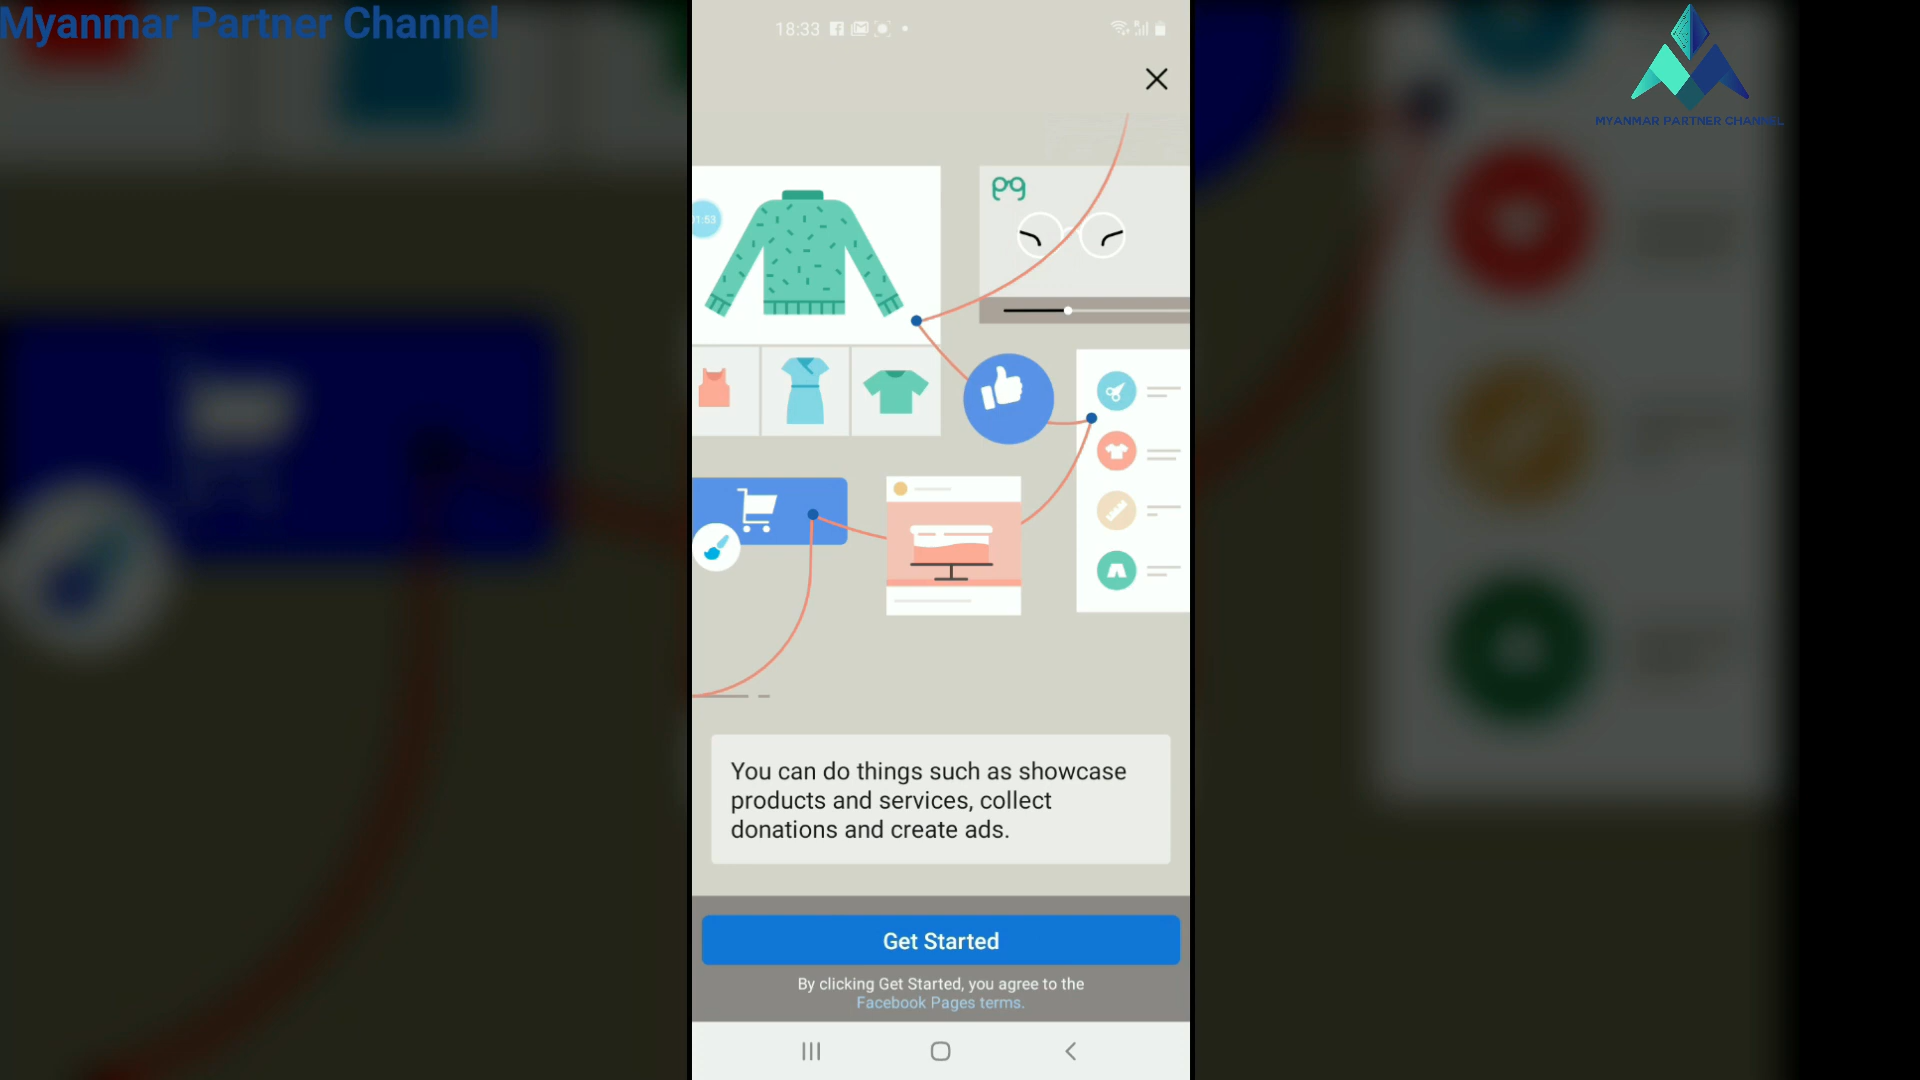 Myanmar Partner Channel
MYANMAR PARTNER CHANNEL
18:33
You can do things such as showcase
products and services, collect
donations and create ads.
Get Started
By clicking Get Started, you agree to the
Facebook Pages terms.